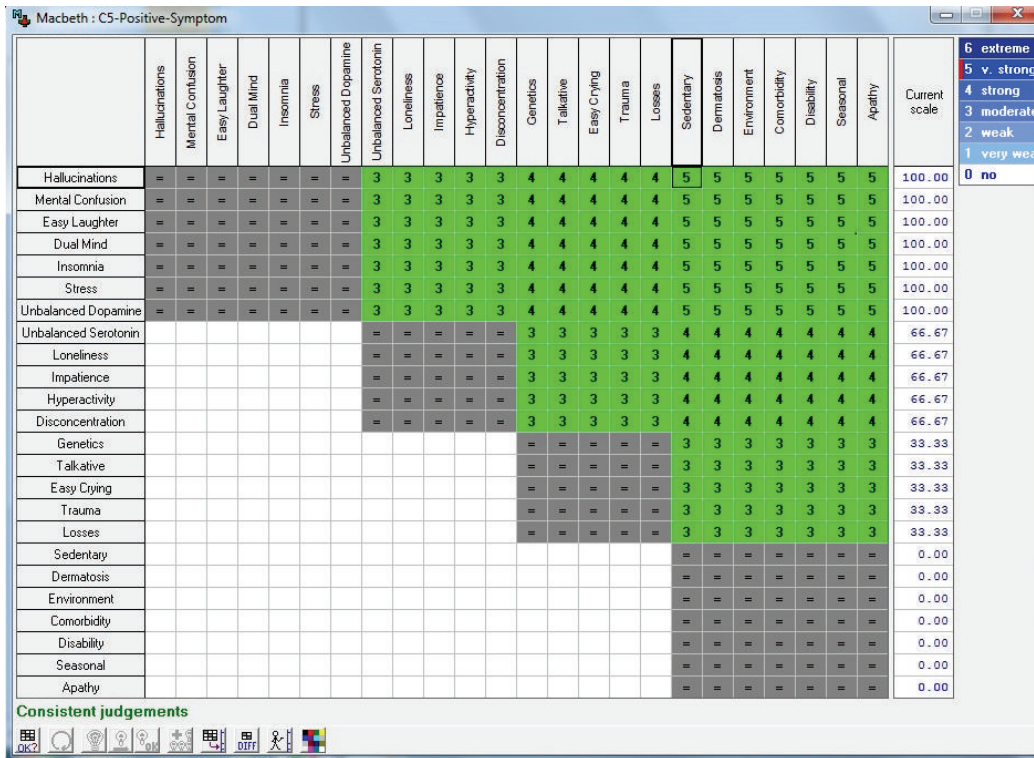 Macbeth : C5-Positive-Symptom
Hallucinations Mental Confusion Easy Laughter Dual Mind Insomnia Stress Unbalanced Dopamine Unbalanced Serotonin Loneliness Impatience Hyperactivity Disconcentration Genetics Talkative Easy Crying Trauma Losses Sedentary Dermatosis Environment Comorbidity Disability Seasonal Apathy Current scale
Hallucinations = = = = = = = 3 3 3 3 3 4 4 4 4 4 5 5 5 5 5 5 5 100.00
Mental Confusion = = = = = = = 3 3 3 3 3 4 4 4 4 4 5 5 5 5 5 5 5 100.00
Easy Laughter = = = = = = = 3 3 3 3 3 4 4 4 4 4 5 5 5 5 5 5 5 100.00
Dual Mind = = = = = = = 3 3 3 3 3 4 4 4 4 4 5 5 5 5 5 5 5 100.00
Insomnia = = = = = = = 3 3 3 3 3 4 4 4 4 4 5 5 5 5 5 5 5 100.00
Stress = = = = = = = 3 3 3 3 3 4 4 4 4 4 5 5 5 5 5 5 5 100.00
Unbalanced Dopamine = = = = = = = 3 3 3 3 3 4 4 4 4 4 5 5 5 5 5 5 5 100.00
Unbalanced Serotonin = = = = = 3 3 3 3 3 4 4 4 4 4 4 4 66.67
Loneliness = = = = = 3 3 3 3 3 4 4 4 4 4 4 4 66.67
Impatience = = = = = 3 3 3 3 3 4 4 4 4 4 4 4 66.67
Hyperactivity = = = = = 3 3 3 3 3 4 4 4 4 4 4 4 66.67
Disconcentration = = = = = 3 3 3 3 3 4 4 4 4 4 4 4 66.67
Genetics = = = = = 3 3 3 3 3 3 3 33.33
Talkative = = = = = 3 3 3 3 3 3 3 33.33
Easy Crying = = = = = 3 3 3 3 3 3 3 33.33
Trauma = = = = = 3 3 3 3 3 3 3 33.33
Losses = = = = = 3 3 3 3 3 3 3 33.33
Sedentary = = = = = = = 0.00
Dermatosis = = = = = = = 0.00
Environment = = = = = = = 0.00
Comorbidity = = = = = = = 0.00
Disability = = = = = = = 0.00
Seasonal = = = = = = = 0.00
Apathy = = = = = = = 0.00
6 extreme
5 v. strong
4 strong
3 moderate
2 weak
1 very wea
0 no
Consistent judgements
OK? OK DIFF